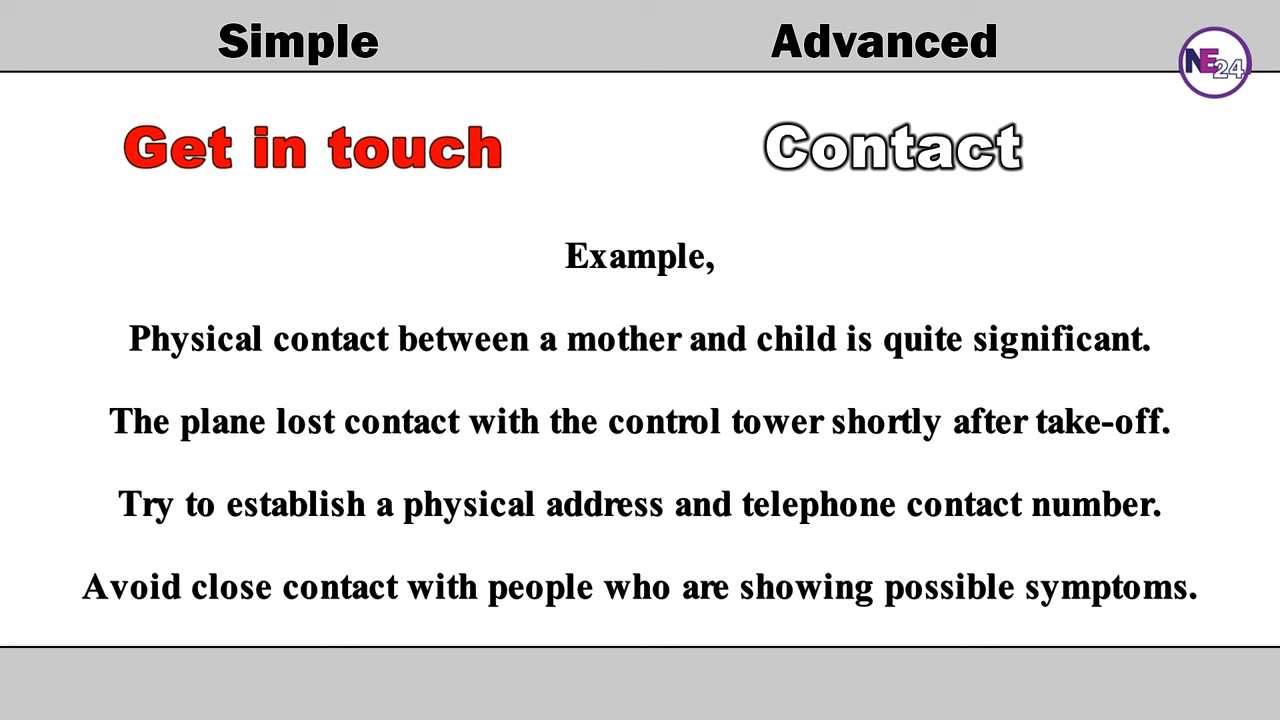 Simple Advanced
NE24
Get in touch Contact
Example,
Physical contact between a mother and child is quite significant.
The plane lost contact with the control tower shortly after take-off.
Try to establish a physical address and telephone contact number.
Avoid close contact with people who are showing possible symptoms.